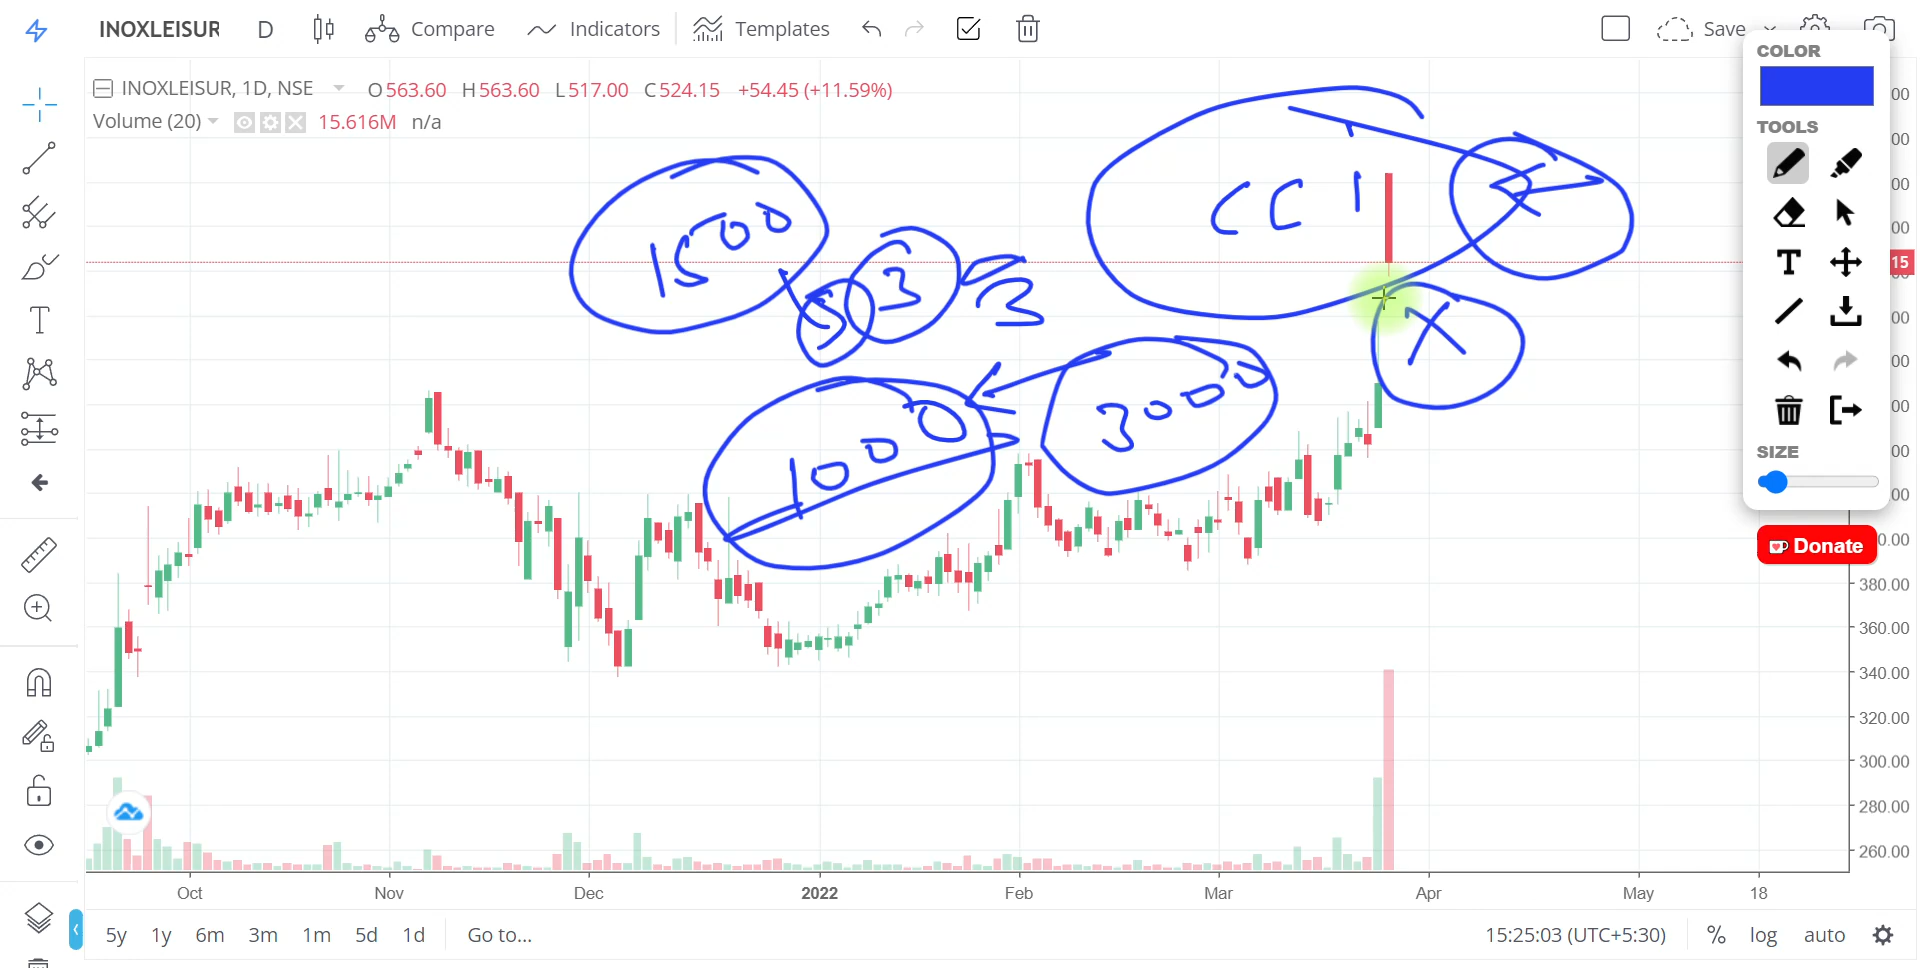 INOXLEISUR D Compare Indicators Templates Save
INOXLEISUR, 1D, NSE O563.60 H563.60 L517.00 C524.15 +54.45 (+11.59%)
Volume (20) 15.616M n/a
COLOR
TOOLS
T
SIZE
Donate
1500
3
3
1000
3000
CCI
X
15
380.00
360.00
340.00
320.00
300.00
280.00
260.00
Oct Nov Dec 2022 Feb Mar Apr May 18
5y 1y 6m 3m 1m 5d 1d Go to... 15:25:03 (UTC+5:30) % log auto